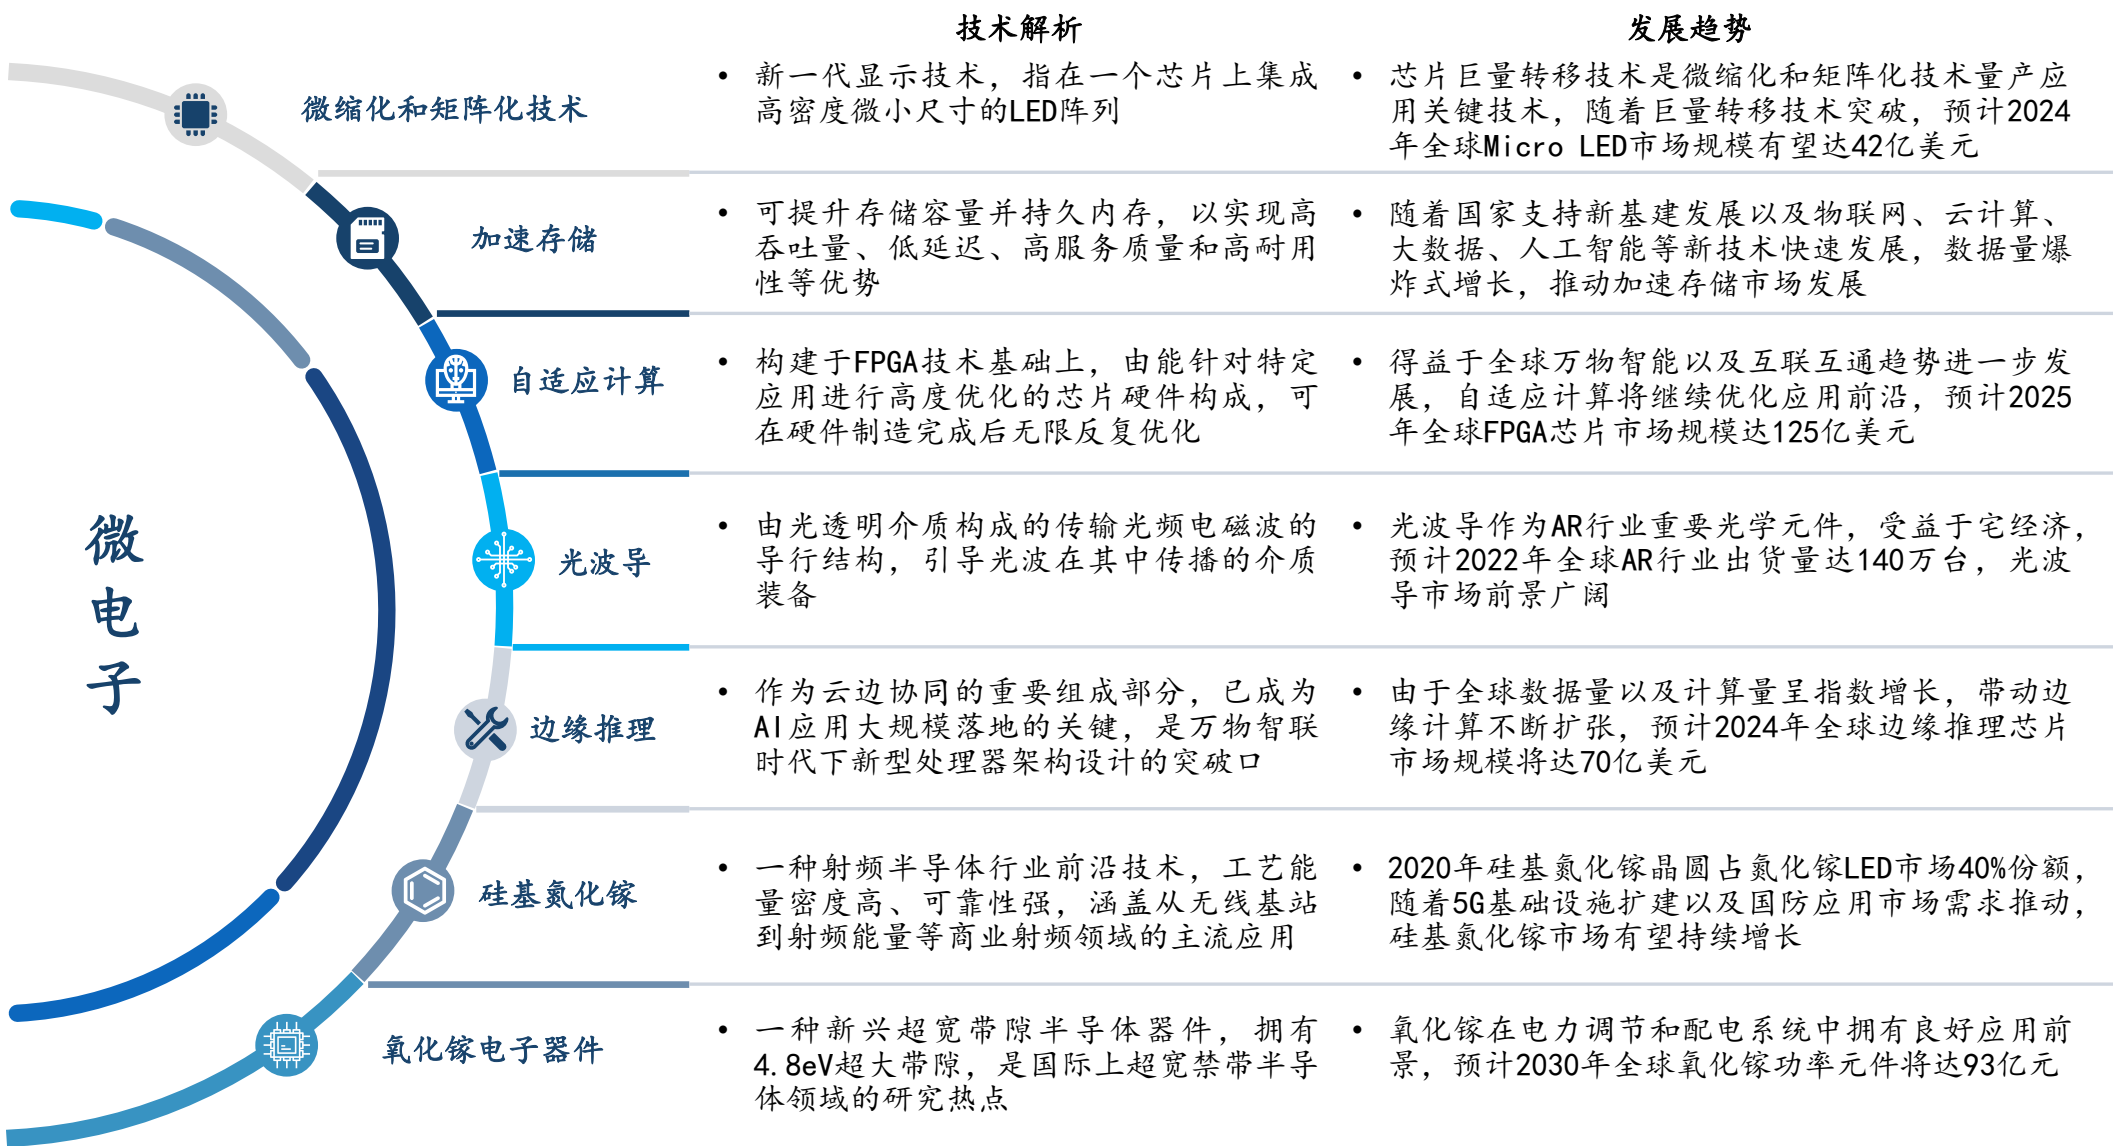 技术解析
发展趋势
微电子
微缩化和矩阵化技术
• 新一代显示技术，指在一个芯片上集成
高密度微小尺寸的LED阵列
• 芯片巨量转移技术是微缩化和矩阵化技术量产应
用关键技术，随着巨量转移技术突破，预计2024
年全球Micro LED市场规模有望达42亿美元
加速存储
• 可提升存储容量并持久内存，以实现高
吞吐量、低延迟、高服务质量和高耐用
性等优势
• 随着国家支持新基建发展以及物联网、云计算、
大数据、人工智能等新技术快速发展，数据量爆
炸式增长，推动加速存储市场发展
自适应计算
• 构建于FPGA技术基础上，由能针对特定
应用进行高度优化的芯片硬件构成，可
在硬件制造完成后无限反复优化
• 得益于全球万物智能以及互联互通趋势进一步发
展，自适应计算将继续优化应用前沿，预计2025
年全球FPGA芯片市场规模达125亿美元
光波导
• 由光透明介质构成的传输光频电磁波的
导行结构，引导光波在其中传播的介质
装备
• 光波导作为AR行业重要光学元件，受益于宅经济，
预计2022年全球AR行业出货量达140万台，光波
导市场前景广阔
边缘推理
• 作为云边协同的重要组成部分，已成为
AI应用大规模落地的关键，是万物智联
时代下新型处理器架构设计的突破口
• 由于全球数据量以及计算量呈指数增长，带动边
缘计算不断扩张，预计2024年全球边缘推理芯片
市场规模将达70亿美元
硅基氮化镓
• 一种射频半导体行业前沿技术，工艺能
量密度高、可靠性强，涵盖从无线基站
到射频能量等商业射频领域的主流应用
• 2020年硅基氮化镓晶圆占氮化镓LED市场40%份额，
随着5G基础设施扩建以及国防应用市场需求推动，
硅基氮化镓市场有望持续增长
氧化镓电子器件
• 一种新兴超宽带隙半导体器件，拥有
4.8eV超大带隙，是国际上超宽禁带半导
体领域的研究热点
• 氧化镓在电力调节和配电系统中拥有良好应用前
景，预计2030年全球氧化镓功率元件将达93亿元